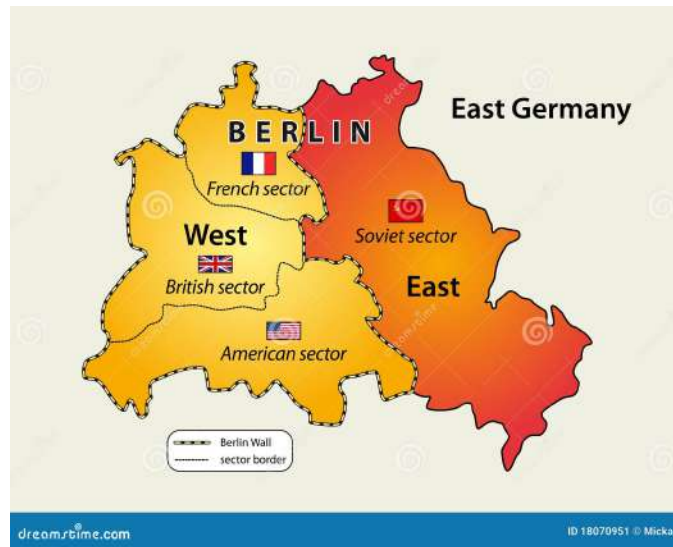 East Germany
BERLIN
French sector
West
Soviet sector
British sector
East
American sector
Berlin Wall
sector border
dreamstime.com
ID 18070951 © Micka